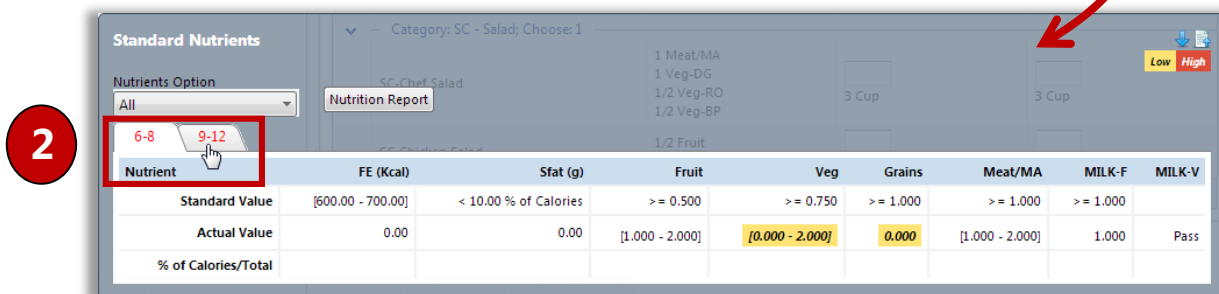 Standard Nutrients
Category: SC - Salad; Choose: 1
Low High
Nutrients Option
All
Nutrition Report
SC-Chef Salad
1 Meat/MA
1 Veg-DG
1/2 Veg-RO
1/2 Veg-BP
3 Cup
3 Cup
2
6-8
9-12
SC-Chicken Salad
1/2 Fruit
Nutrient FE (Kcal) Sfat (g) Fruit Veg Grains Meat/MA MILK-F MILK-V
Standard Value [600.00 - 700.00] < 10.00 % of Calories >= 0.500 >= 0.750 >= 1.000 >= 1.000 >= 1.000
Actual Value 0.00 0.00 [1.000 - 2.000] [0.000 - 2.000] 0.000 [1.000 - 2.000] 1.000 Pass
% of Calories/Total